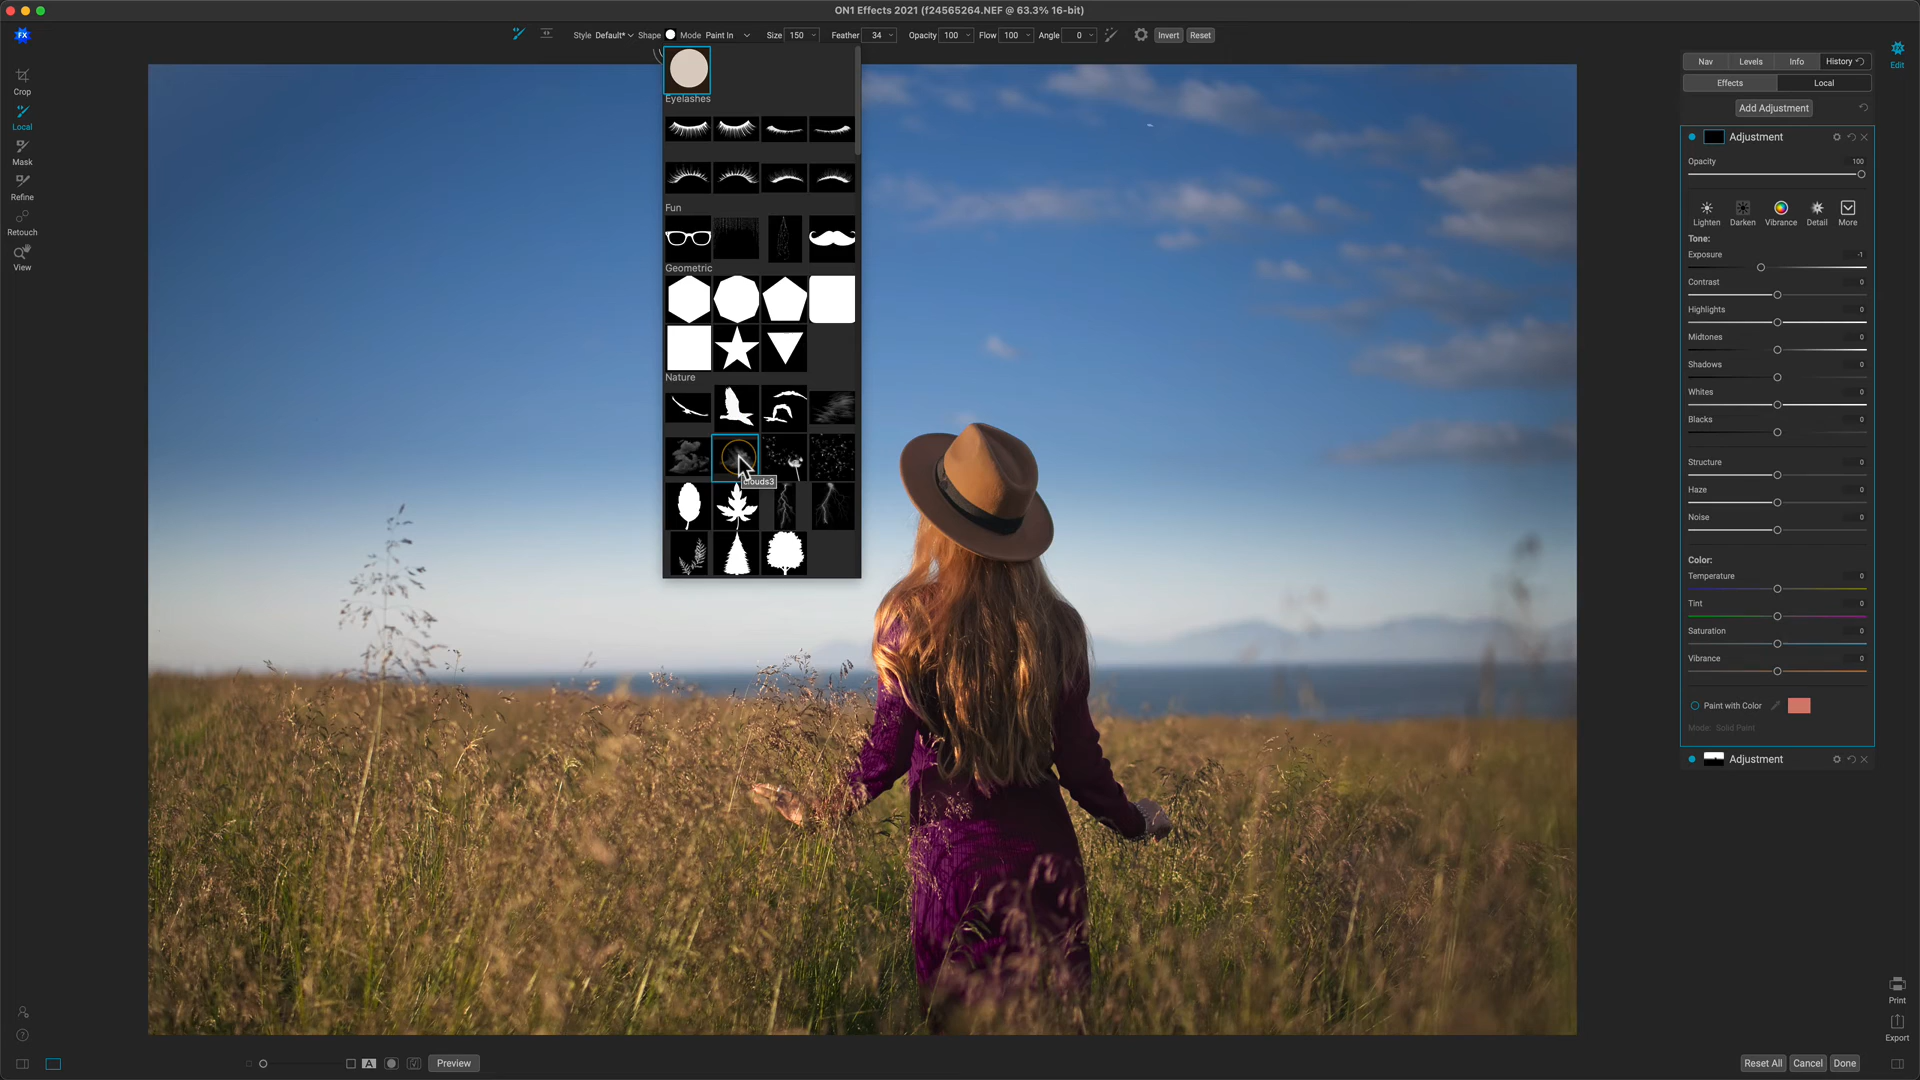 ON1 Effects 2021 (f24565264.NEF @ 63.3% 16-bit)
FX
Style Default* Shape Mode Paint In Size 150 Feather 34 Opacity 100 Flow 100 Angle 0 Invert Reset
Edit
Crop
Local
Mask
Refine
Retouch
View
Eyelashes
Fun
Geometric
Nature
clouds3
Nav Levels Info History
Effects Local
Add Adjustment
Adjustment
Opacity 100
Lighten Darken Vibrance Detail More
Tone:
Exposure -1
Contrast 0
Highlights 0
Midtones 0
Shadows 0
Whites 0
Blacks 0
Structure 0
Haze 0
Noise 0
Color:
Temperature 0
Tint 0
Saturation 0
Vibrance 0
Paint with Color
Mode: Solid Paint
Adjustment
Print
Export
?
A
Preview
Reset All Cancel Done